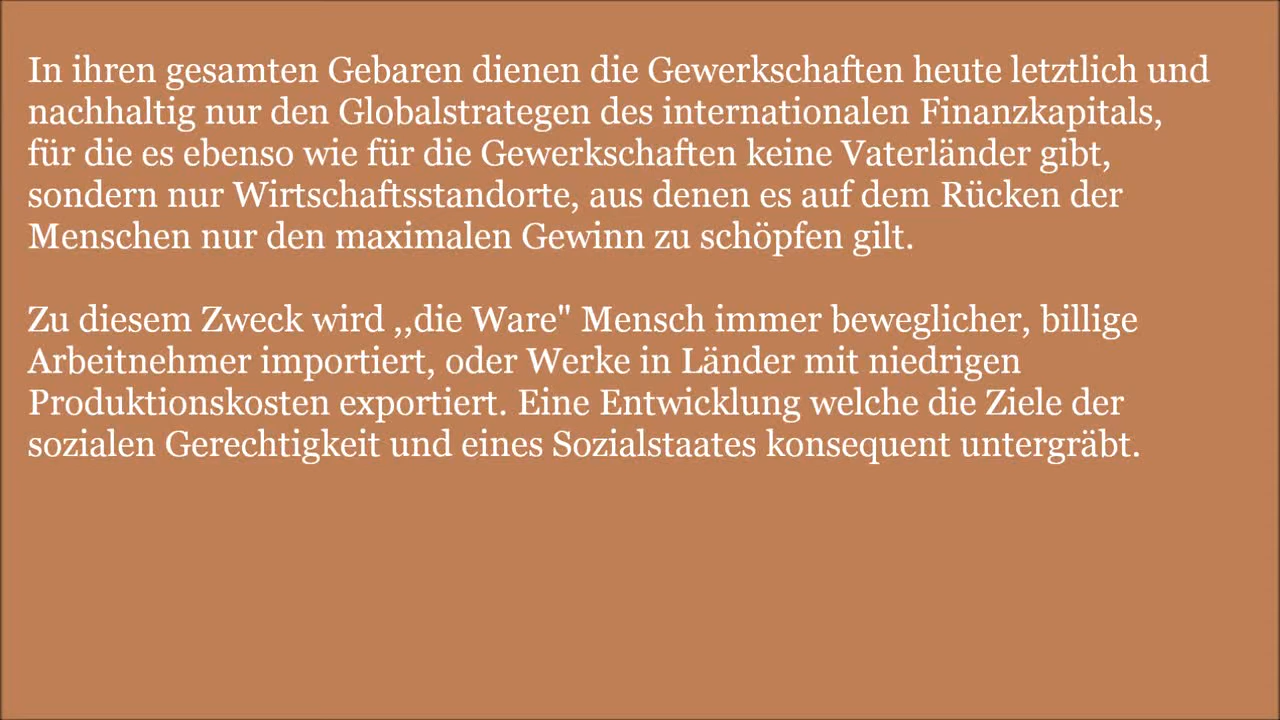 In ihren gesamten Gebaren dienen die Gewerkschaften heute letztlich und
nachhaltig nur den Globalstrategen des internationalen Finanzkapitals,
für die es ebenso wie für die Gewerkschaften keine Vaterländer gibt,
sondern nur Wirtschaftsstandorte, aus denen es auf dem Rücken der
Menschen nur den maximalen Gewinn zu schöpfen gilt.
Zu diesem Zweck wird ,,die Ware" Mensch immer beweglicher, billige
Arbeitnehmer importiert, oder Werke in Länder mit niedrigen
Produktionskosten exportiert. Eine Entwicklung welche die Ziele der
sozialen Gerechtigkeit und eines Sozialstaates konsequent untergräbt.